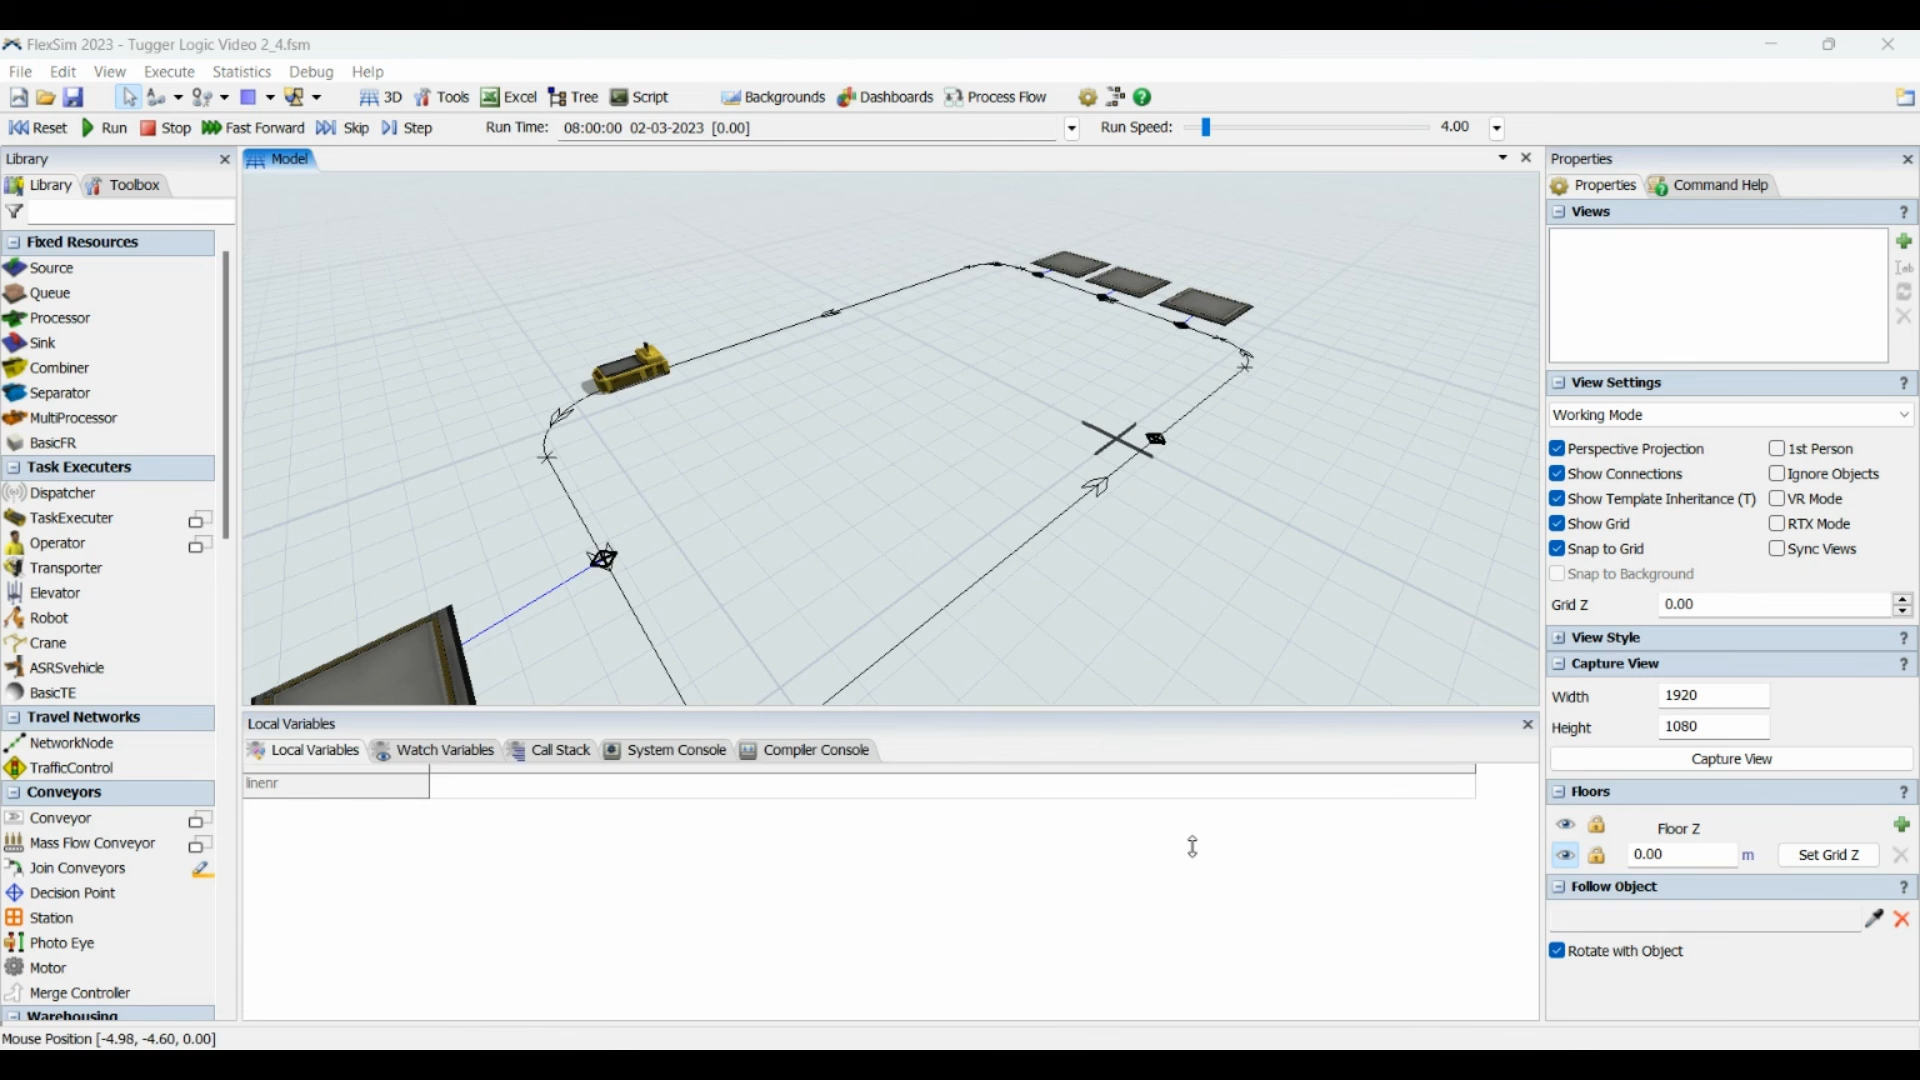 FlexSim 2023 - Tugger Logic Video 2_4.fsm
File Edit View Execute Statistics Debug Help
3D Tools Excel Tree Script Backgrounds Dashboards Process Flow
Reset Run Stop Fast Forward Skip Step Run Time: 08:00:00 02-03-2023 [0.00] Run Speed: 4.00
Library
Library Toolbox
Fixed Resources
Source
Queue
Processor
Sink
Combiner
Separator
MultiProcessor
BasicFR
Task Executers
Dispatcher
TaskExecuter
Operator
Transporter
Elevator
Robot
Crane
ASRSvehicle
BasicTE
Travel Networks
NetworkNode
TrafficControl
Conveyors
Conveyor
Mass Flow Conveyor
Join Conveyors
Decision Point
Station
Photo Eye
Motor
Merge Controller
Warehousing
Model
Local Variables
Local Variables Watch Variables Call Stack System Console Compiler Console
linenr
Properties
Properties Command Help
Views ?
View Settings ?
Working Mode
Perspective Projection 1st Person
Show Connections Ignore Objects
Show Template Inheritance (T) VR Mode
Show Grid RTX Mode
Snap to Grid Sync Views
Snap to Background
Grid Z 0.00
View Style ?
Capture View ?
Width 1920
Height 1080
Capture View
Floors ?
Floor Z
0.00 m Set Grid Z
Follow Object ?
Rotate with Object
Mouse Position [-4.98, -4.60, 0.00]